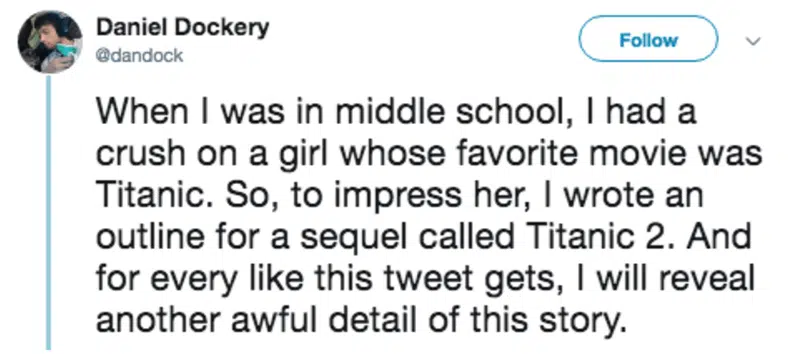 Daniel Dockery
@dandock
Follow
When I was in middle school, I had a
crush on a girl whose favorite movie was
Titanic. So, to impress her, I wrote an
outline for a sequel called Titanic 2. And
for every like this tweet gets, I will reveal
another awful detail of this story.